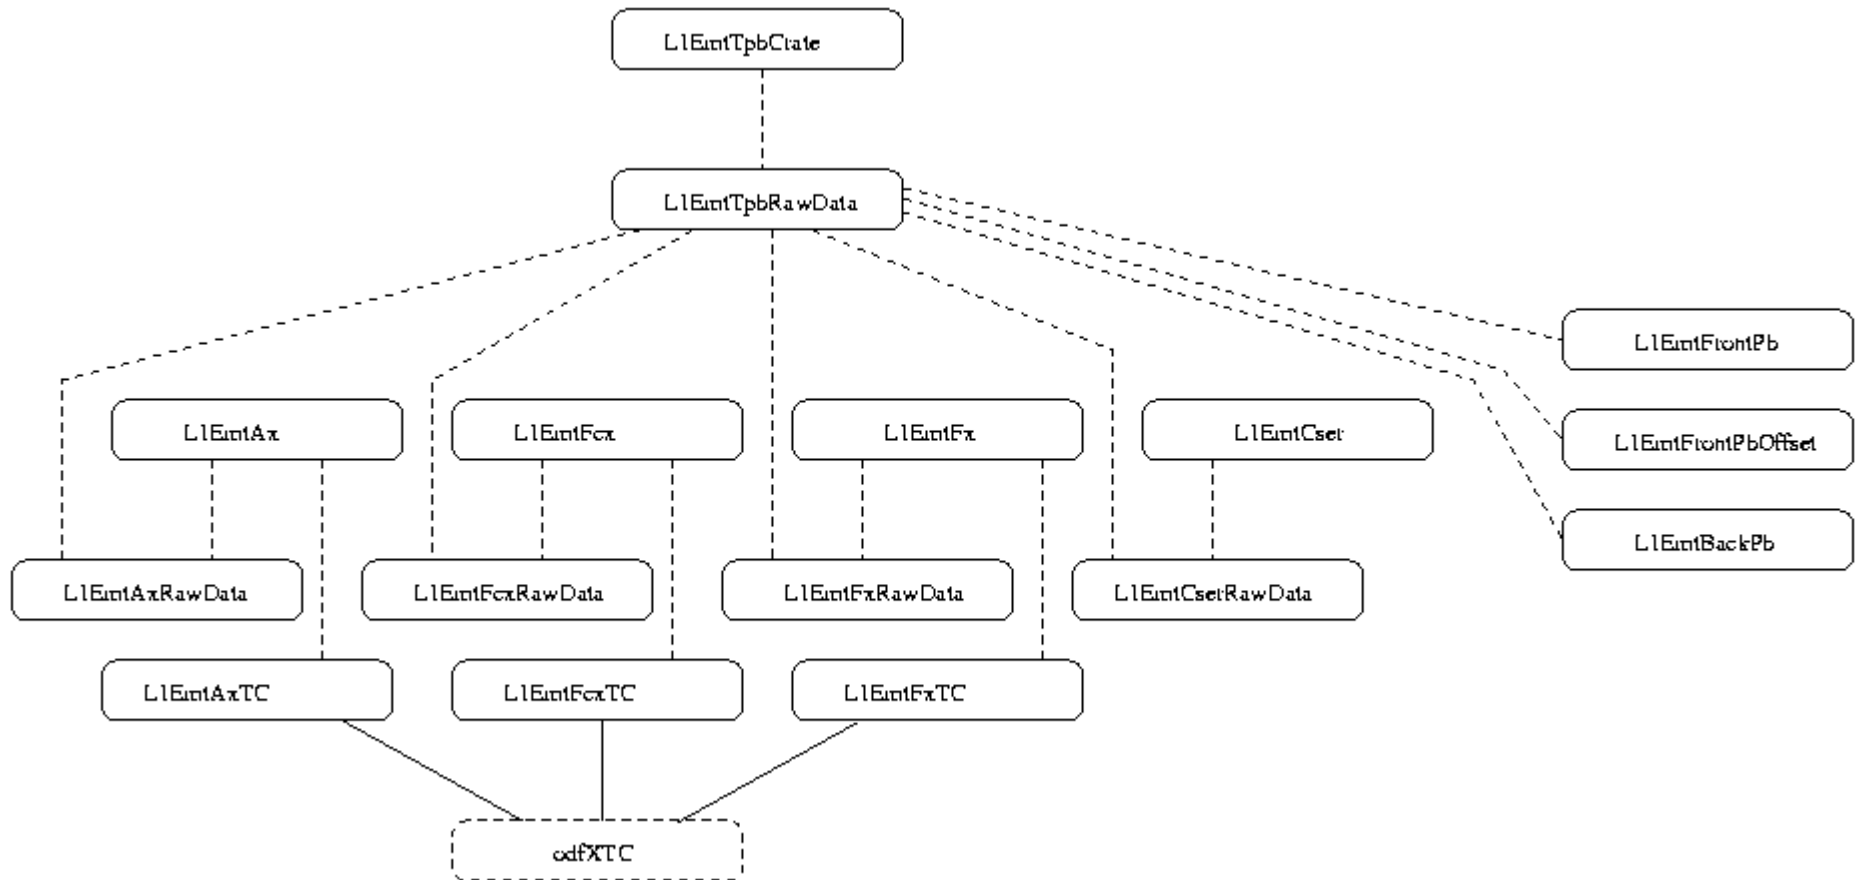 L1EmtTpbCrate
L1EmtTpbRawData
L1EmtFrontPb
L1EmtAx
L1EmtFcx
L1EmtFx
L1EmtCset
L1EmtFrontPbOffset
L1EmtBackPb
L1EmtAxRawData
L1EmtFcxRawData
L1EmtFxRawData
L1EmtCsetRawData
L1EmtAxTC
L1EmtFcxTC
L1EmtFxTC
odfXTC